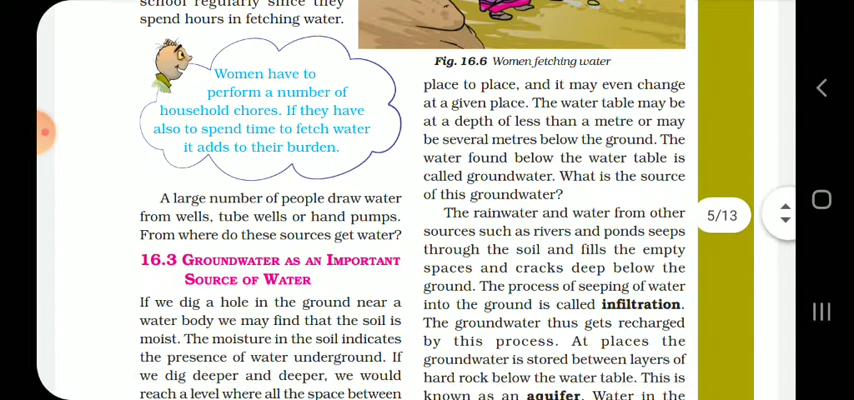 school regularly since they
spend hours in fetching water.
Women have to
perform a number of
household chores. If they have
also to spend time to fetch water
it adds to their burden.
A large number of people draw water
from wells, tube wells or hand pumps.
From where do these sources get water?
16.3 GROUNDWATER AS AN IMPORTANT
SOURCE OF WATER
If we dig a hole in the ground near a
water body we may find that the soil is
moist. The moisture in the soil indicates
the presence of water underground. If
we dig deeper and deeper, we would
reach a level where all the space between
Fig. 16.6 Women fetching water
place to place, and it may even change
at a given place. The water table may be
at a depth of less than a metre or may
be several metres below the ground. The
water found below the water table is
called groundwater. What is the source
of this groundwater?
The rainwater and water from other
sources such as rivers and ponds seeps
through the soil and fills the empty
spaces and cracks deep below the
ground. The process of seeping of water
into the ground is called infiltration.
The groundwater thus gets recharged
by this process. At places the
groundwater is stored between layers of
hard rock below the water table. This is
known as an aquifer. Water in the
5/13